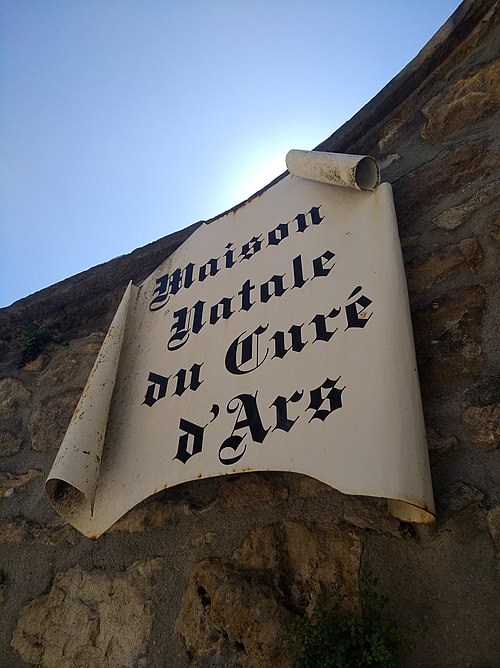 Maison
Natale
du Curé
d'Ars